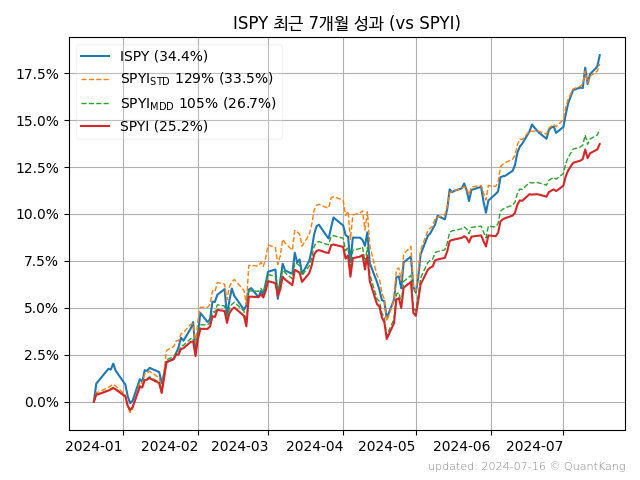 ISPY 최근 7개월 성과 (vs SPYI)
ISPY (34.4%)
SPYI_STD 129% (33.5%)
SPYI_MDD 105% (26.7%)
SPYI (25.2%)
17.5%
15.0%
12.5%
10.0%
7.5%
5.0%
2.5%
0.0%
2024-01 2024-02 2024-03 2024-04 2024-05 2024-06 2024-07
updated: 2024-07-16 © QuantKang